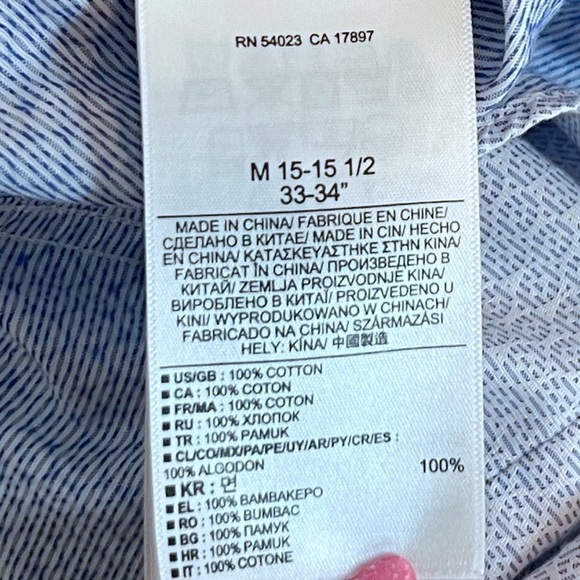 RN 54023 CA 17897
M 15-15 1/2
33-34”
MADE IN CHINA/ FABRIQUE EN CHINE/
СДЕЛАНО В КИТАЕ/ MADE IN CIN/ HECHO
EN CHINA/ ΚΑΤΑΣΚΕΥΑΣΤΗΚΕ ΣΤΗΝ ΚΙΝΑ/
FABRICAT ÎN CHINA/ ПРОИЗВЕДЕНО В
КИТАЙ/ ZEMLJA PROIZVODNJE KINA/
ВИРОБЛЕНО В КИТАЇ/ PROIZVEDENO U
KINI/ WYPRODUKOWANO W CHINACH/
FABRICADO NA CHINA/ SZÁRMAZÁSI
HELY: KÍNA/ 中國製造
■ US/GB : 100% COTTON
■ CA : 100% COTON
■ FR/MA : 100% COTON
■ RU : 100% ХЛОПОК
■ TR : 100% PAMUK
■ CL/CO/MX/PA/PE/UY/AR/PY/CR/ES :
100% ALGODON
■ KR : 면 100%
■ EL : 100% ΒΑΜΒΑΚΕΡΟ
■ RO : 100% BUMBAC
■ BG : 100% ПАМУК
■ HR : 100% PAMUK
■ IT : 100% COTONE